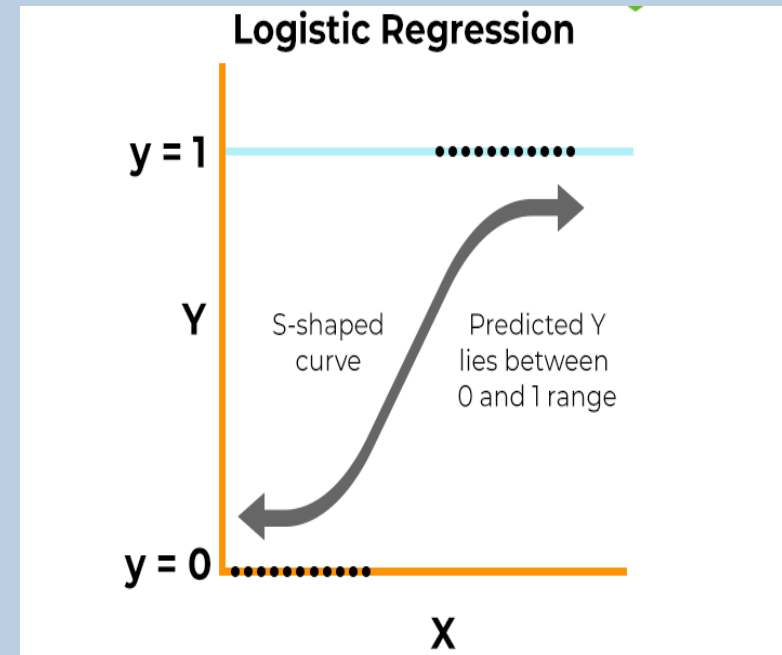 Logistic Regression
y = 1
Y
S-shaped
curve
Predicted Y
lies between
0 and 1 range
y = 0
X